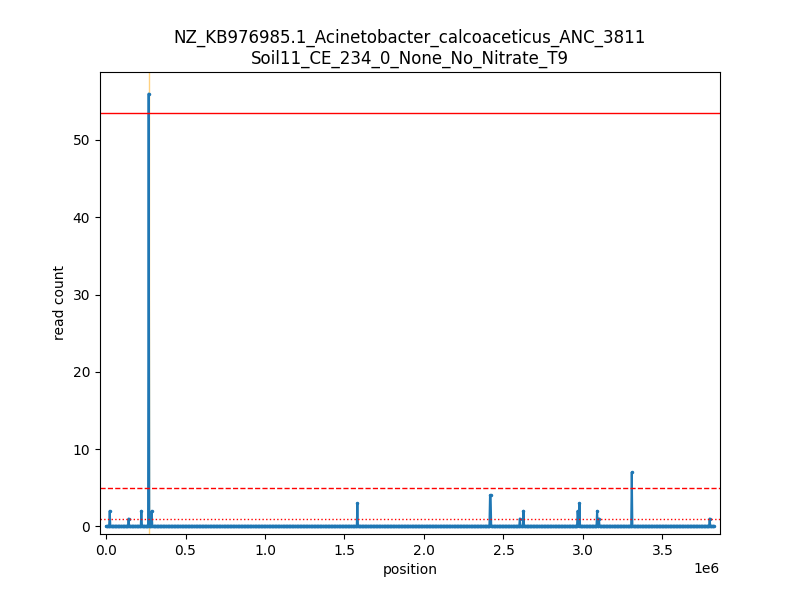 NZ_KB976985.1_Acinetobacter_calcoaceticus_ANC_3811
Soil11_CE_234_0_None_No_Nitrate_T9
read count
50
40
30
20
10
0
0.0 0.5 1.0 1.5 2.0 2.5 3.0 3.5
1e6
position